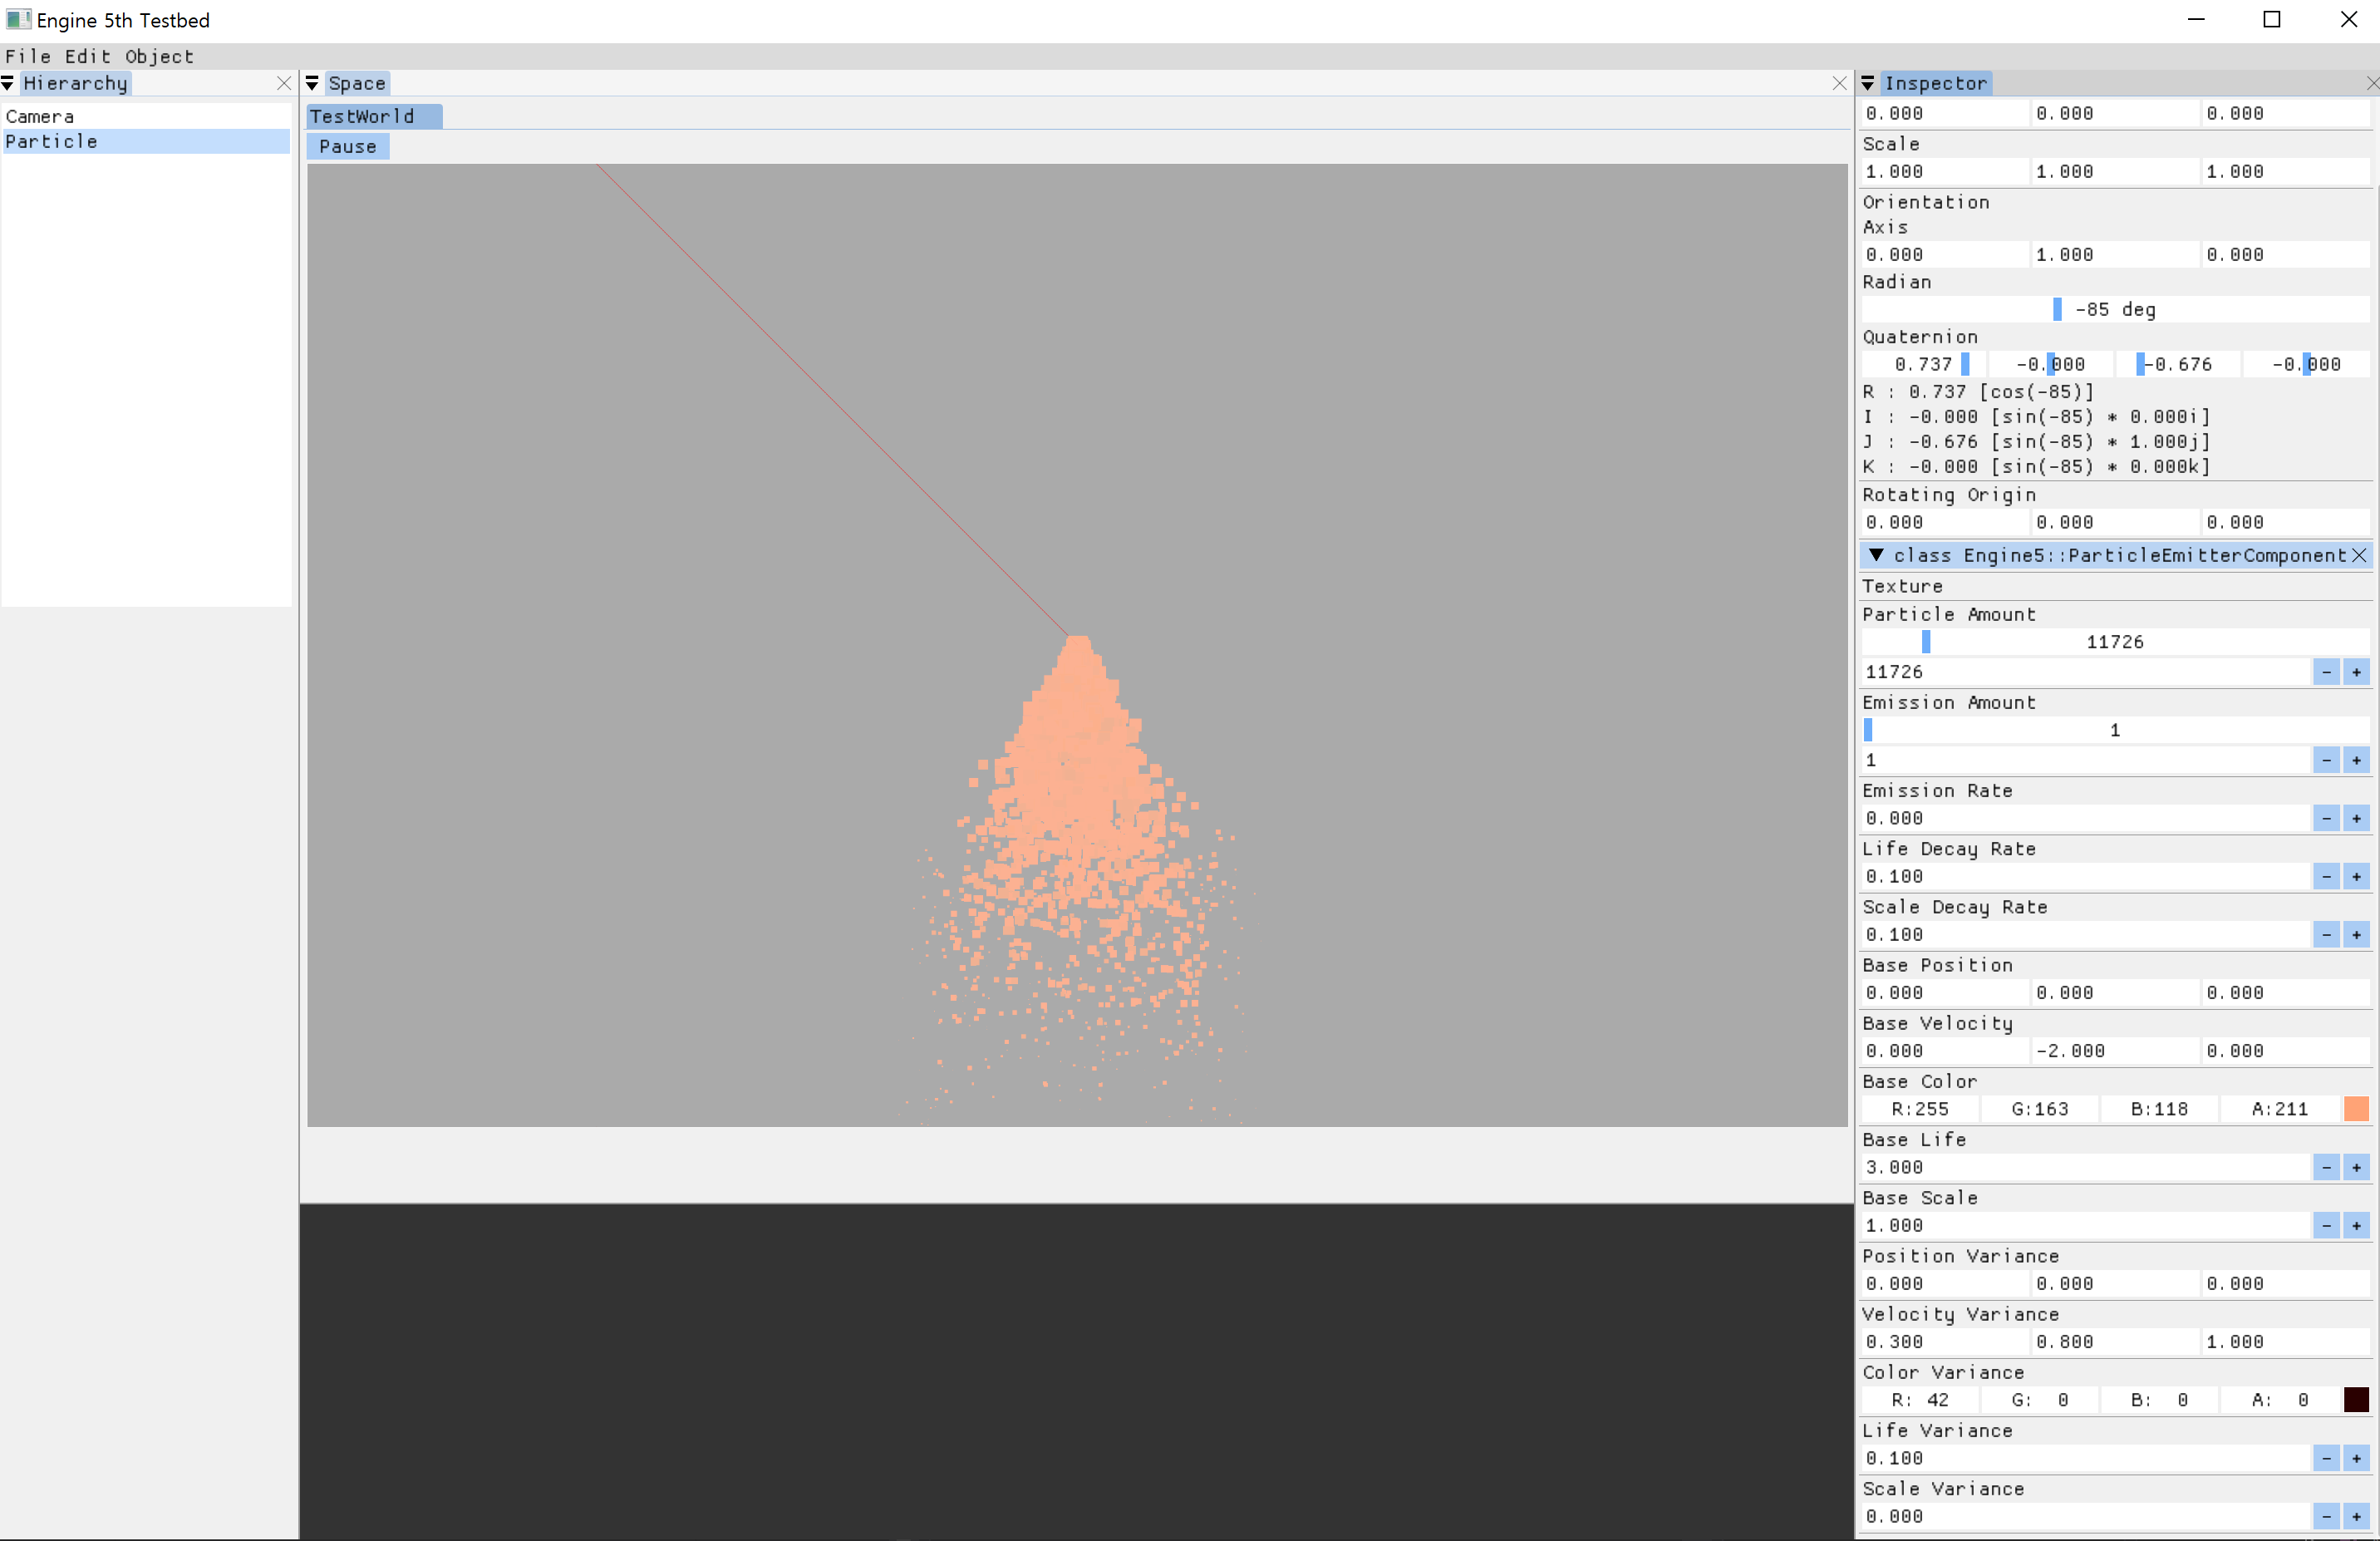 Engine 5th Testbed
File Edit Object
Hierarchy
Camera
Particle
Space
TestWorld
Pause
Inspector
0.000 0.000 0.000
Scale
1.000 1.000 1.000
Orientation
Axis
0.000 1.000 0.000
Radian
-85 deg
Quaternion
0.737 -0.000 -0.676 -0.000
R : 0.737 [cos(-85)]
I : -0.000 [sin(-85) * 0.000i]
J : -0.676 [sin(-85) * 1.000j]
K : -0.000 [sin(-85) * 0.000k]
Rotating Origin
0.000 0.000 0.000
class Engine5::ParticleEmitterComponent
Texture
Particle Amount
11726
11726 - +
Emission Amount
1
1 - +
Emission Rate
0.000 - +
Life Decay Rate
0.100 - +
Scale Decay Rate
0.100 - +
Base Position
0.000 0.000 0.000
Base Velocity
0.000 -2.000 0.000
Base Color
R:255 G:163 B:118 A:211
Base Life
3.000 - +
Base Scale
1.000 - +
Position Variance
0.000 0.000 0.000
Velocity Variance
0.300 0.800 1.000
Color Variance
R: 42 G: 0 B: 0 A: 0
Life Variance
0.100 - +
Scale Variance
0.000 - +